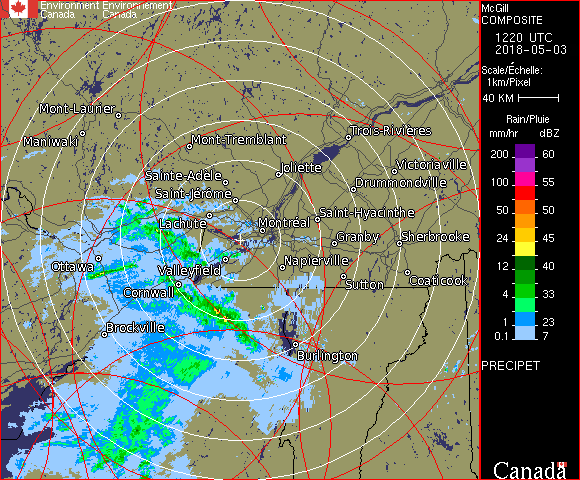 Environment Environnement
Canada Canada
McGill
COMPOSITE
1220 UTC
2018-05-03
Scale/Échelle:
1km/Pixel
40 KM
Rain/Pluie
mm/hr dBZ
200 60
100 55
50 50
24 45
12 40
4 33
1 23
0.1 7
PRECIPET
Mont-Laurier
Maniwaki
Mont-Tremblant
Trois-Rivières
Joliette
Victoriaville
Sainte-Adèle
Drummondville
Saint-Jérôme
Lachute
Montréal
Saint-Hyacinthe
Granby
Sherbrooke
Ottawa
Valleyfield
Napierville
Cornwall
Sutton
Coaticook
Brockville
Burlington
Canada